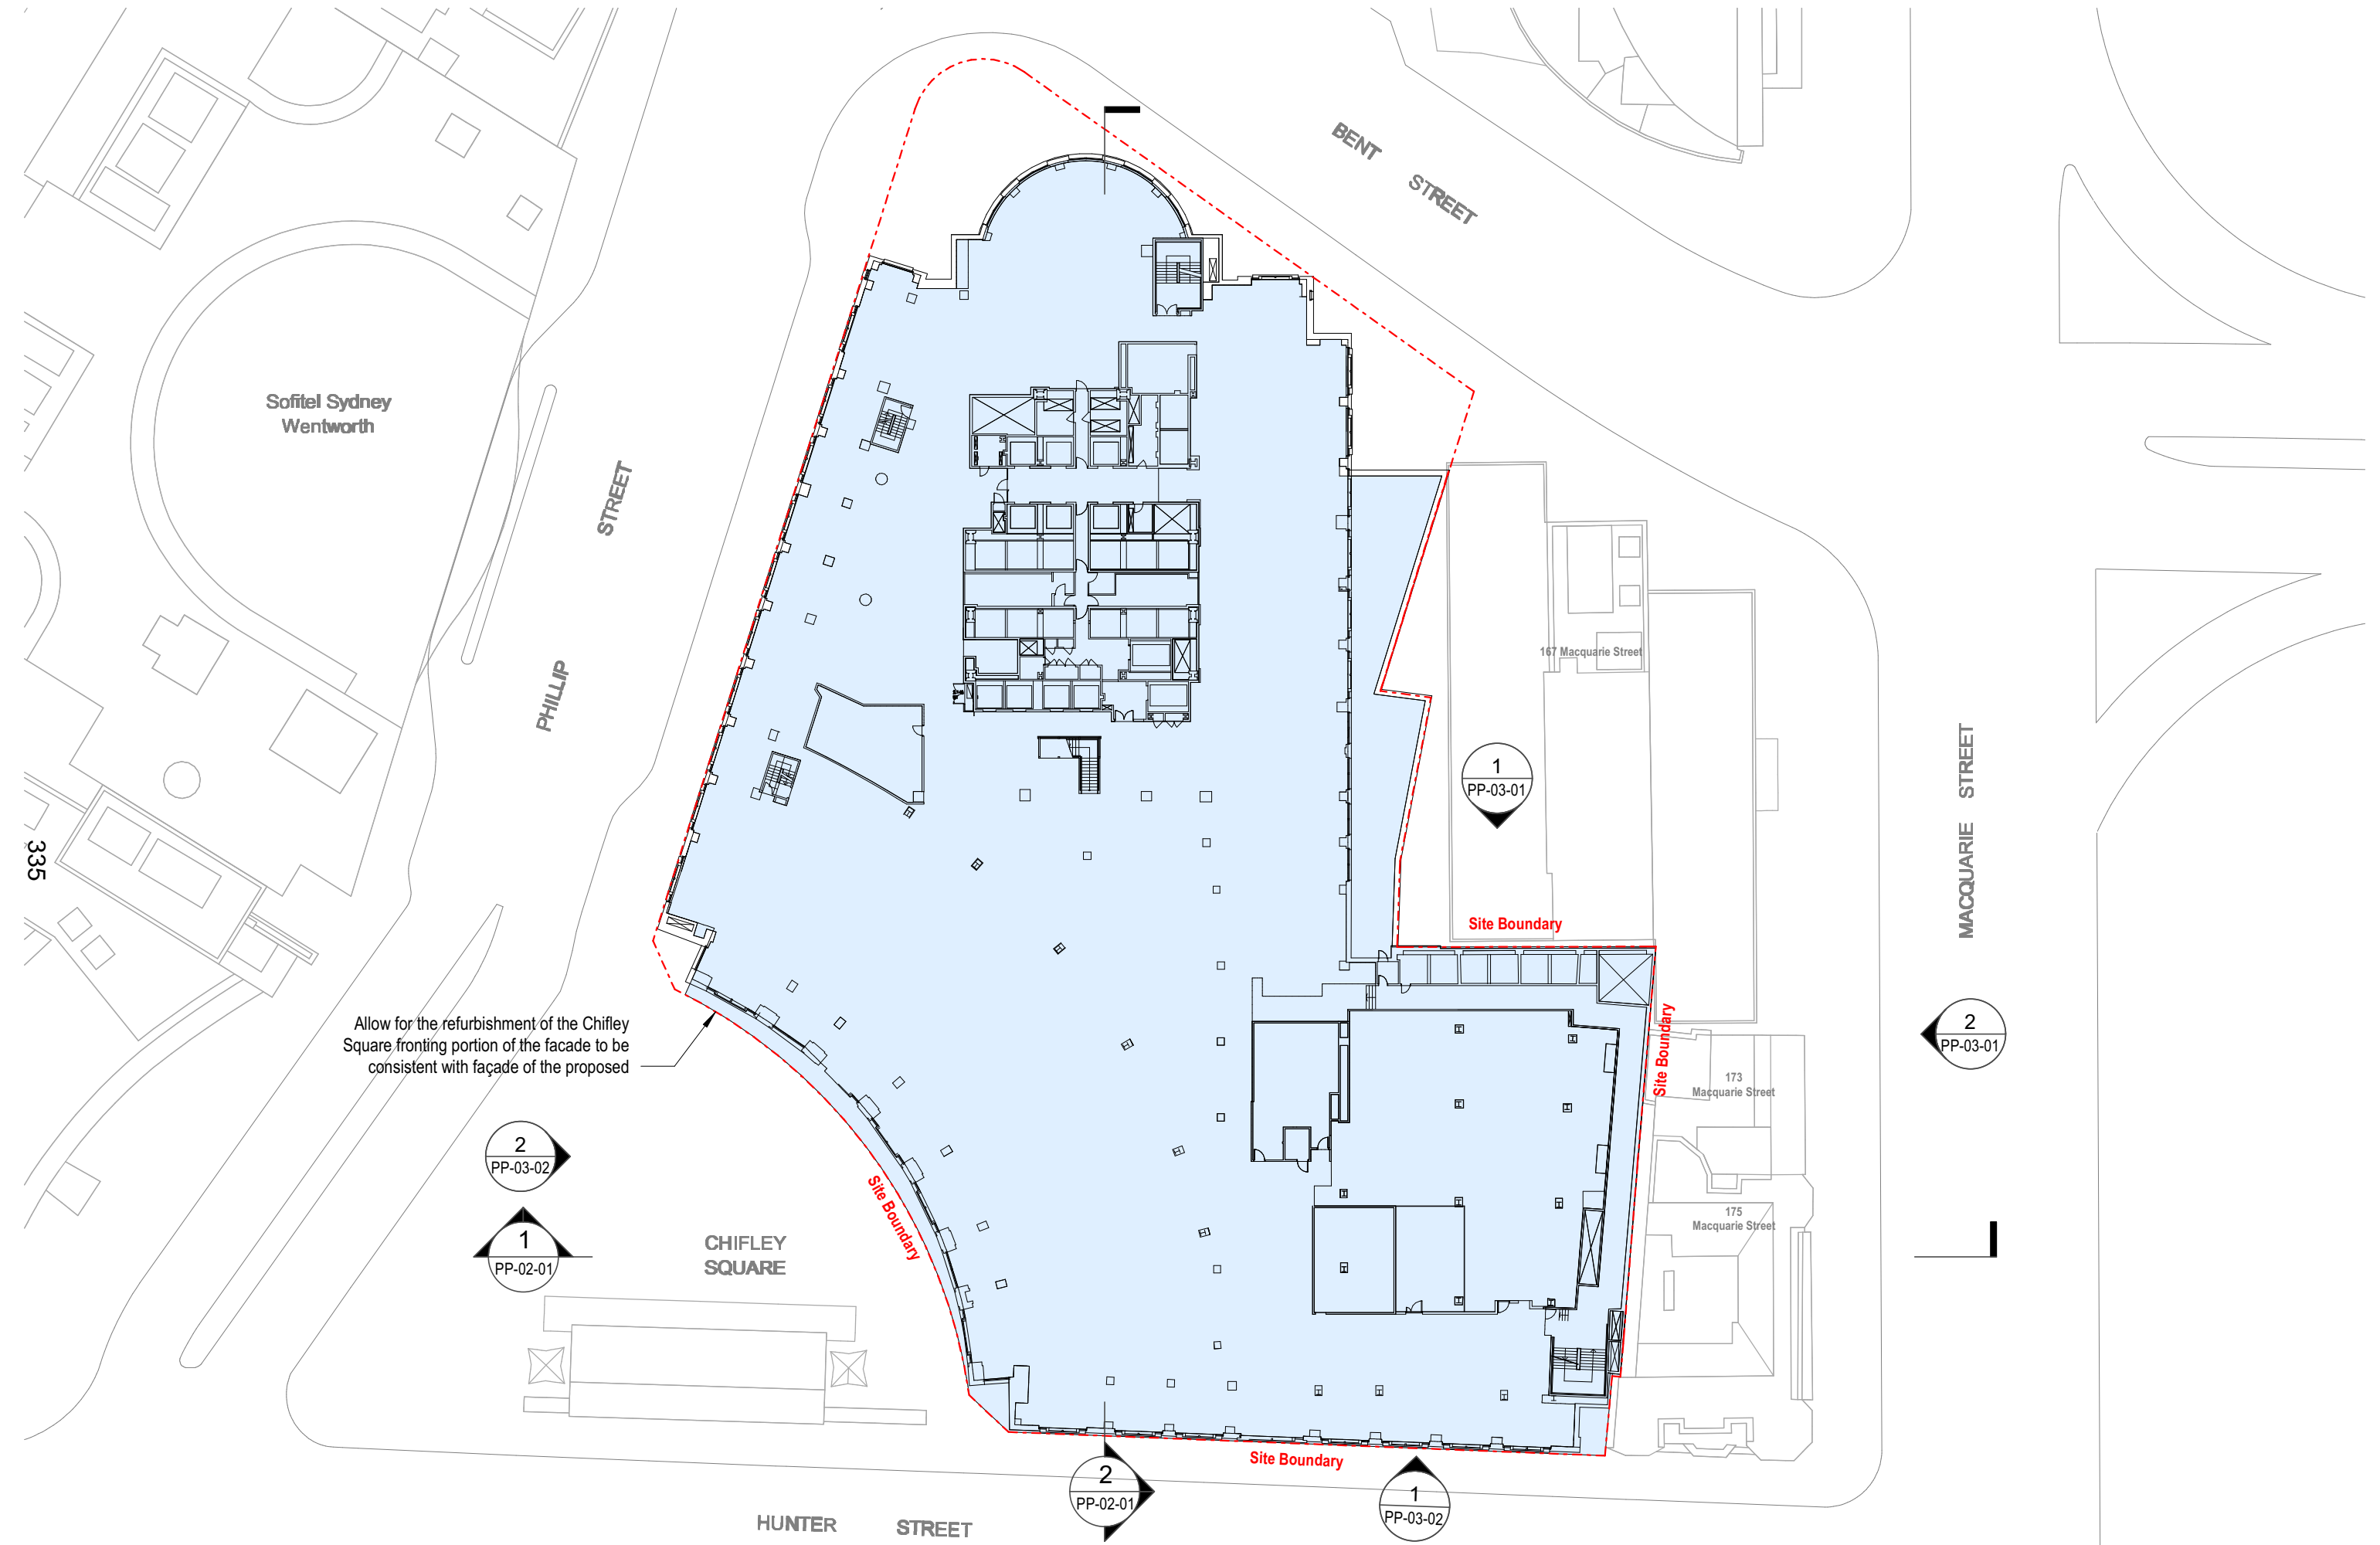 BENT
STREET
Sofitel Sydney
Wentworth
STREET
PHILLIP
167 Macquarie Street
MACQUARIE STREET
1
PP-03-01
335
Site Boundary
Allow for the refurbishment of the Chifley
Square fronting portion of the facade to be
consistent with façade of the proposed
Site Boundary
2
PP-03-01
173
Macquarie Street
2
PP-03-02
Site Boundary
175
Macquarie Street
1
PP-02-01
CHIFLEY
SQUARE
Site Boundary
2
PP-02-01
1
PP-03-02
HUNTER STREET